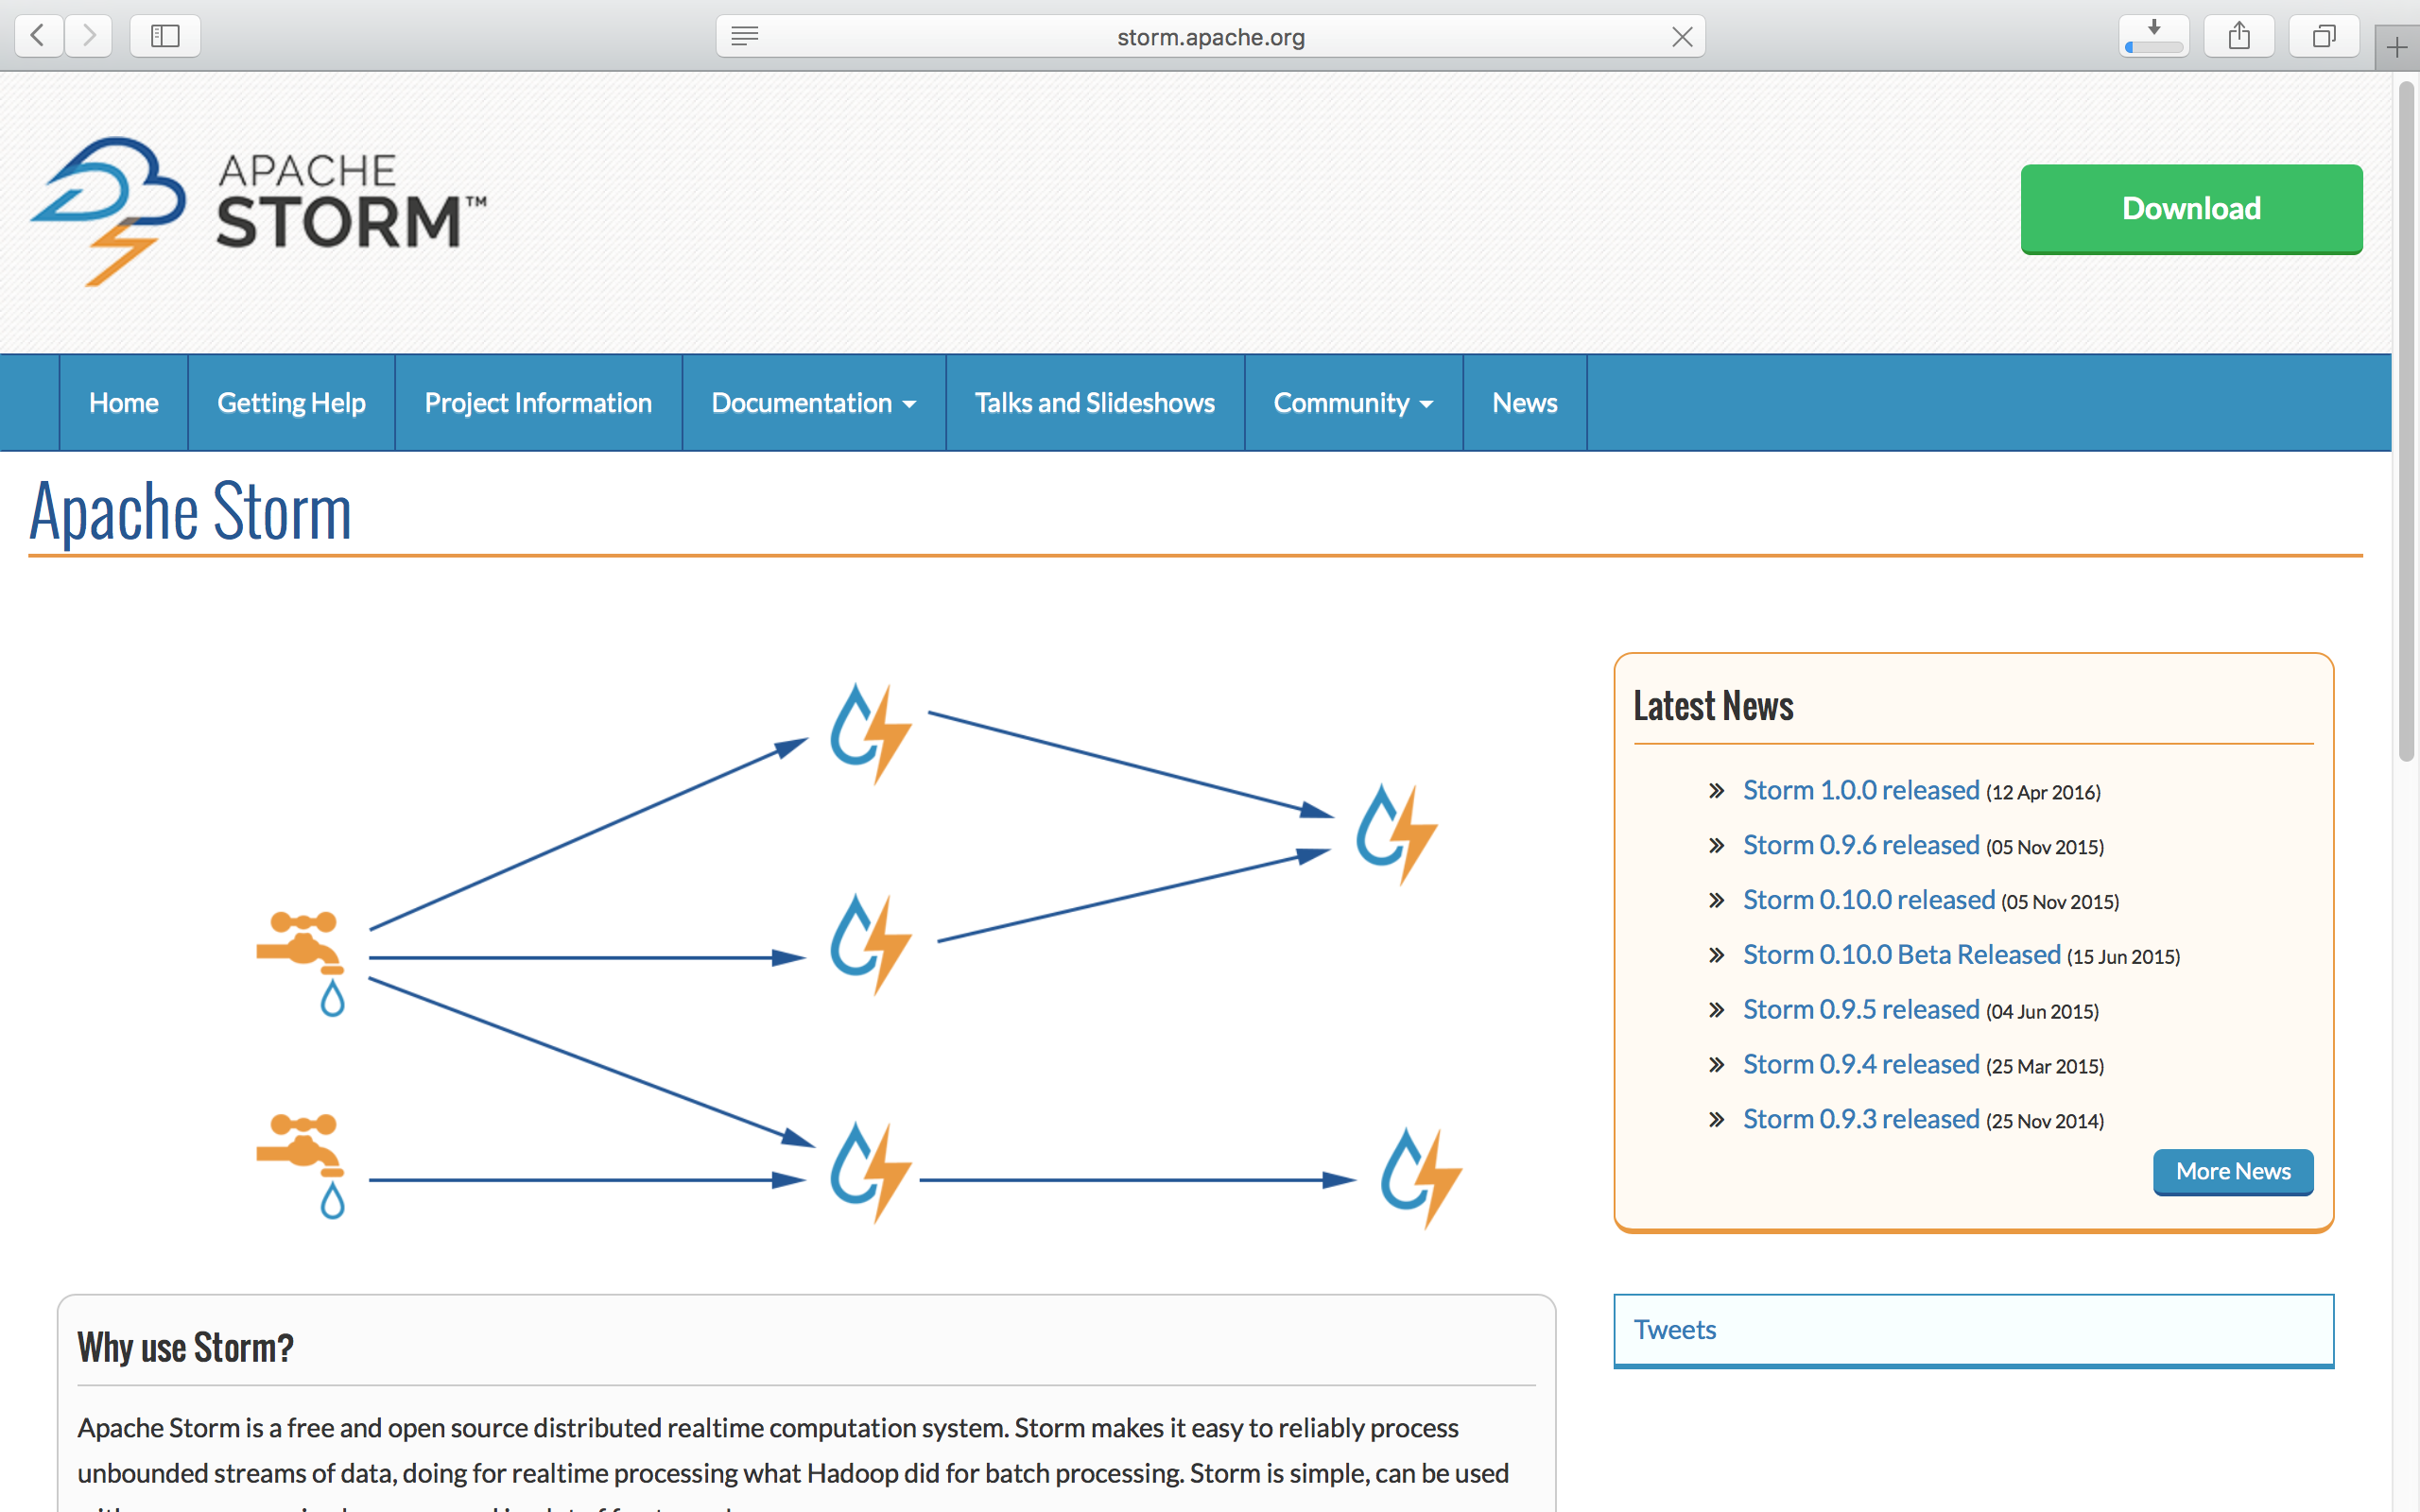 storm.apache.org
APACHE
STORM™
Download
Home
Getting Help
Project Information
Documentation
Talks and Slideshows
Community
News
Apache Storm
Latest News
» Storm 1.0.0 released (12 Apr 2016)
» Storm 0.9.6 released (05 Nov 2015)
» Storm 0.10.0 released (05 Nov 2015)
» Storm 0.10.0 Beta Released (15 Jun 2015)
» Storm 0.9.5 released (04 Jun 2015)
» Storm 0.9.4 released (25 Mar 2015)
» Storm 0.9.3 released (25 Nov 2014)
More News
Why use Storm?
Apache Storm is a free and open source distributed realtime computation system. Storm makes it easy to reliably process
unbounded streams of data, doing for realtime processing what Hadoop did for batch processing. Storm is simple, can be used
Tweets